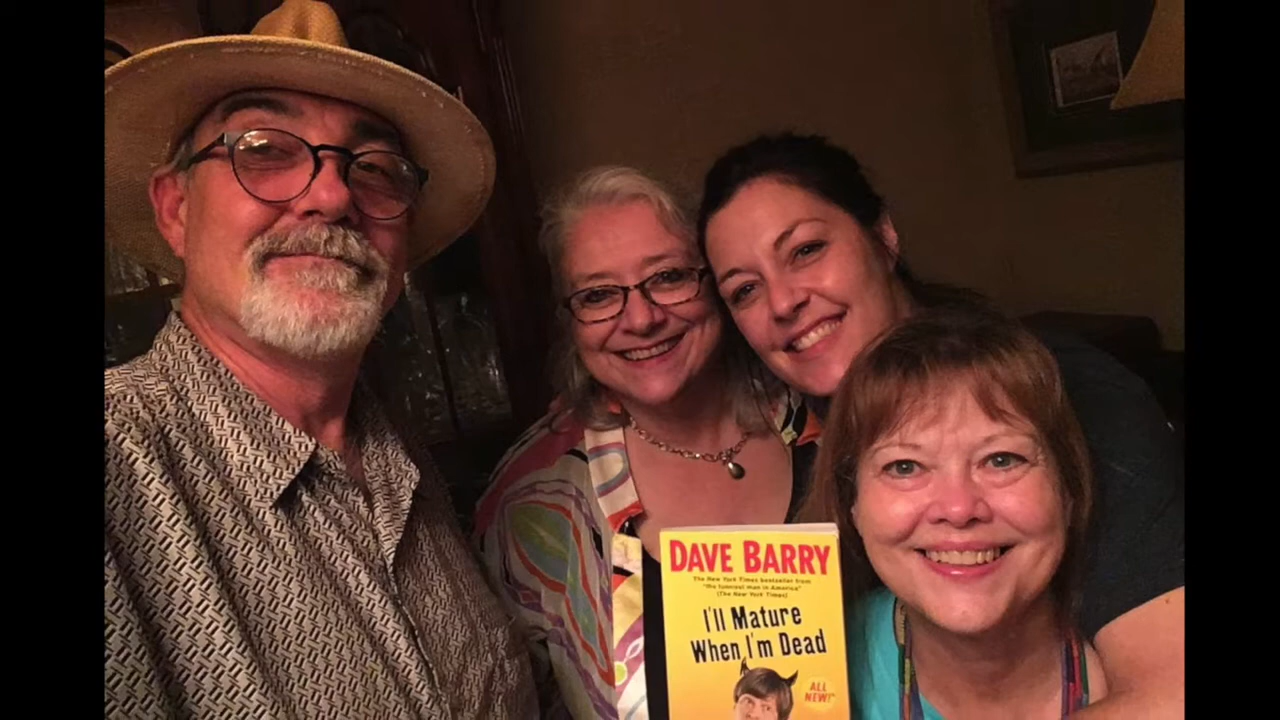 DAVE BARRY
The New York Times bestseller from
"the funniest man in America"
(The New York Times)
I'll Mature
When I'm Dead
ALL
NEW!